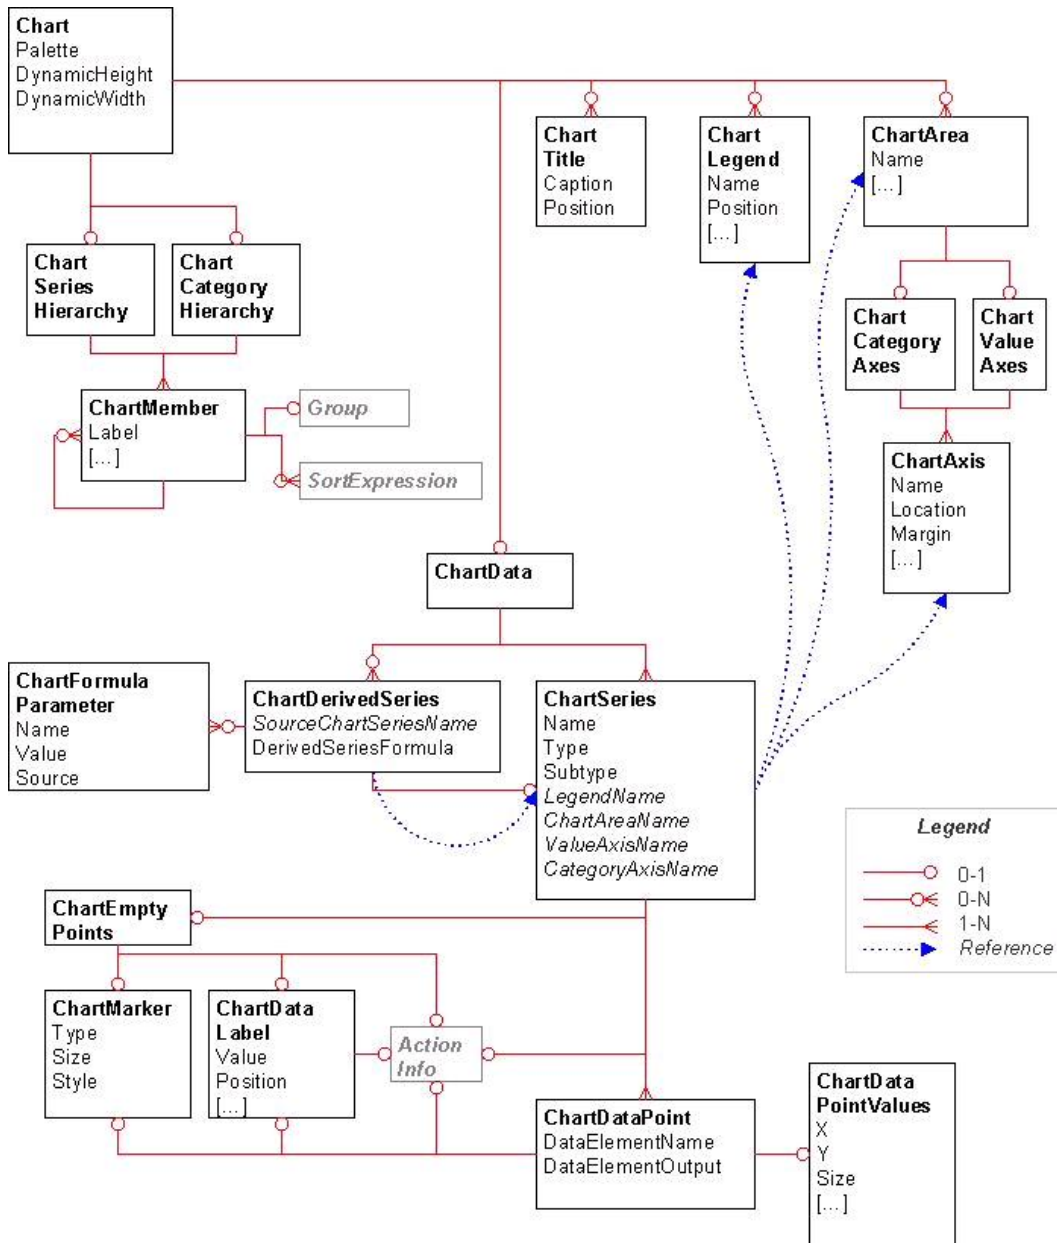 Chart
Palette
DynamicHeight
DynamicWidth
Chart
Title
Caption
Position
Chart
Legend
Name
Position
[...]
ChartArea
Name
[...]
Chart
Series
Hierarchy
Chart
Category
Hierarchy
Chart
Category
Axes
Chart
Value
Axes
ChartMember
Label
[...]
Group
SortExpression
ChartAxis
Name
Location
Margin
[...]
ChartData
ChartFormula
Parameter
Name
Value
Source
ChartDerivedSeries
SourceChartSeriesName
DerivedSeriesFormula
ChartSeries
Name
Type
Subtype
LegendName
ChartAreaName
ValueAxisName
CategoryAxisName
Legend
0-1
0-N
1-N
Reference
ChartEmpty
Points
ChartMarker
Type
Size
Style
ChartData
Label
Value
Position
[...]
Action
Info
ChartDataPoint
DataElementName
DataElementOutput
ChartData
PointValues
X
Y
Size
[...]